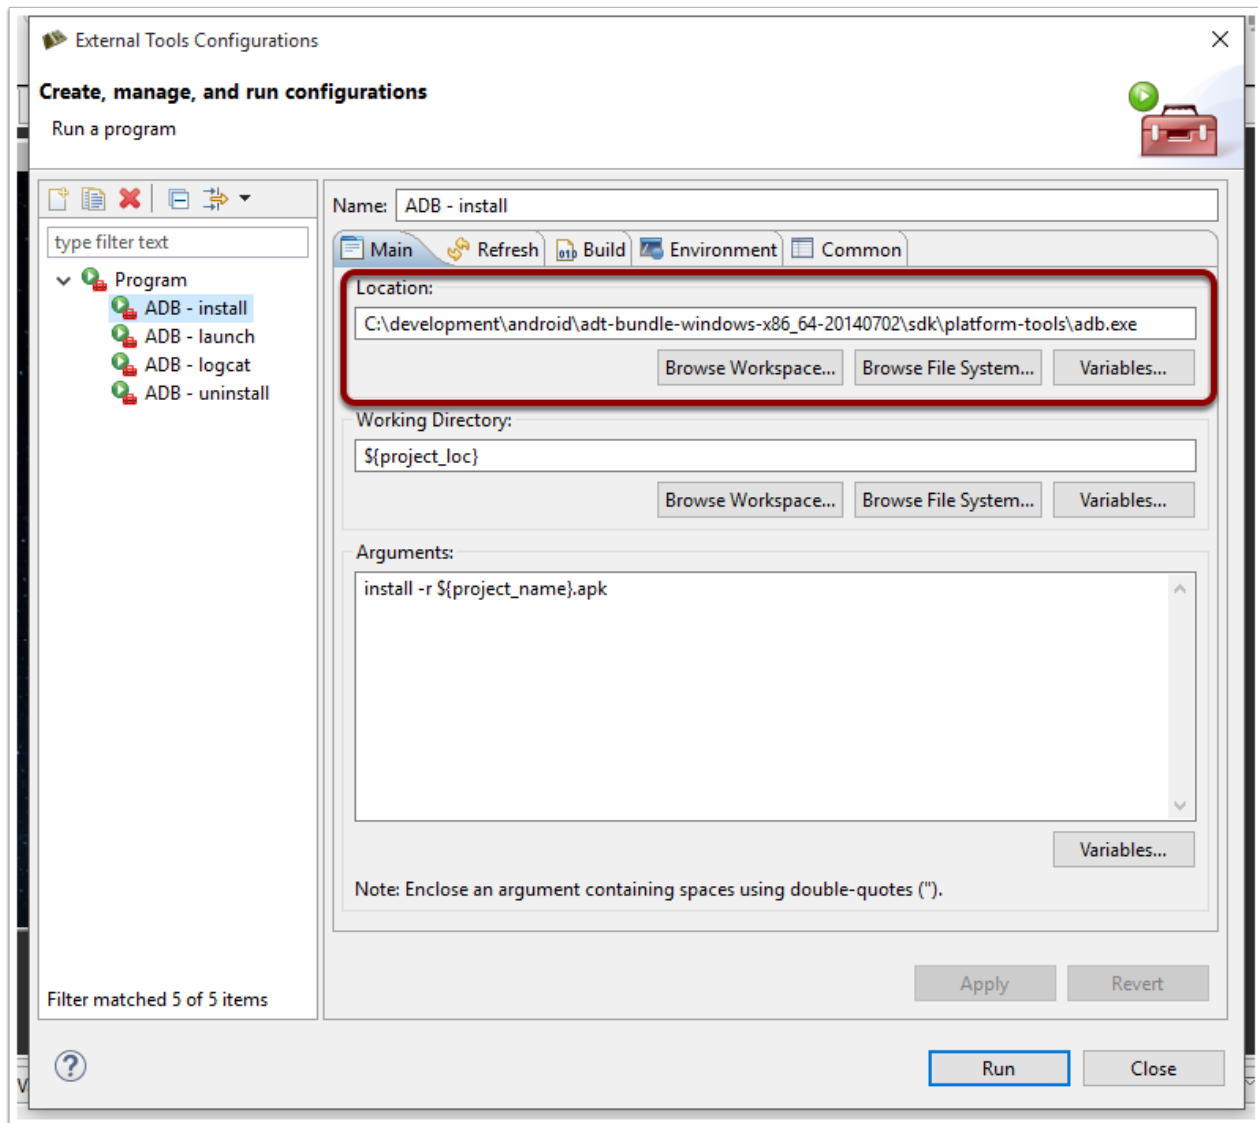 External Tools Configurations
Create, manage, and run configurations
Run a program
type filter text
Program
ADB - install
ADB - launch
ADB - logcat
ADB - uninstall
Filter matched 5 of 5 items
Name: ADB - install
Main Refresh Build Environment Common
Location:
C:\development\android\adt-bundle-windows-x86_64-20140702\sdk\platform-tools\adb.exe
Browse Workspace... Browse File System... Variables...
Working Directory:
${project_loc}
Browse Workspace... Browse File System... Variables...
Arguments:
install -r ${project_name}.apk
Variables...
Note: Enclose an argument containing spaces using double-quotes (").
Apply Revert
Run Close